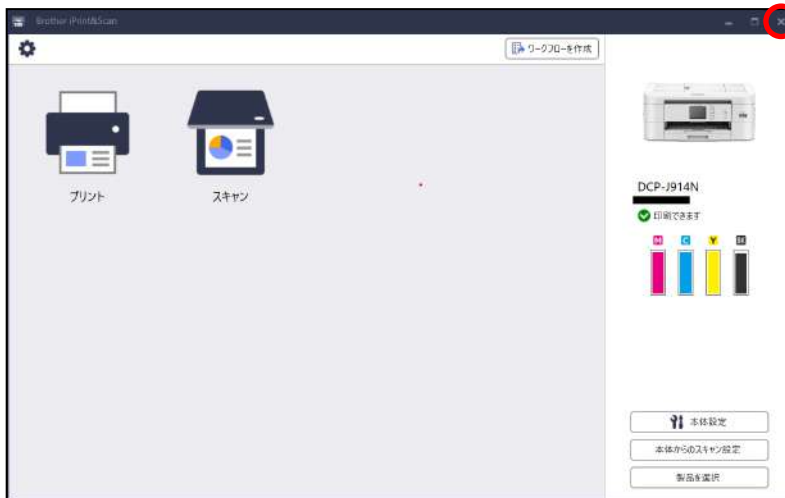 Brother iPrint&Scan
ワークフローを作成
プリント
スキャン
DCP-J914N
印刷できます
M C Y BK
本体設定
本体からのスキャン設定
製品を選択